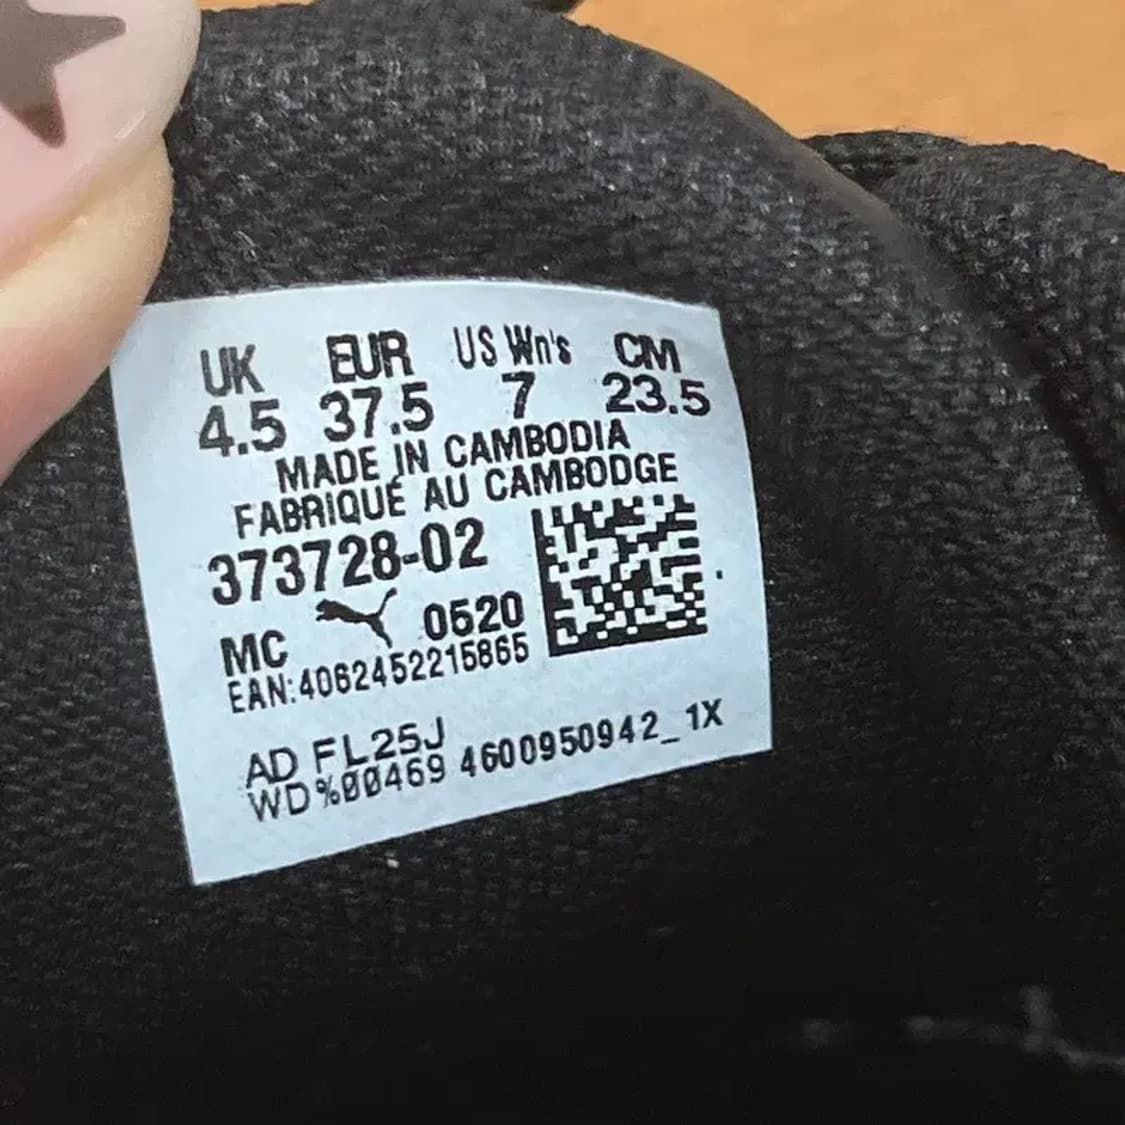 UK EUR US Wn's CM
4.5 37.5 7 23.5
MADE IN CAMBODIA
FABRIQUÉ AU CAMBODGE
373728-02
MC 0520
EAN:4062452215865
AD FL25J
WD%00469 4600950942_1X